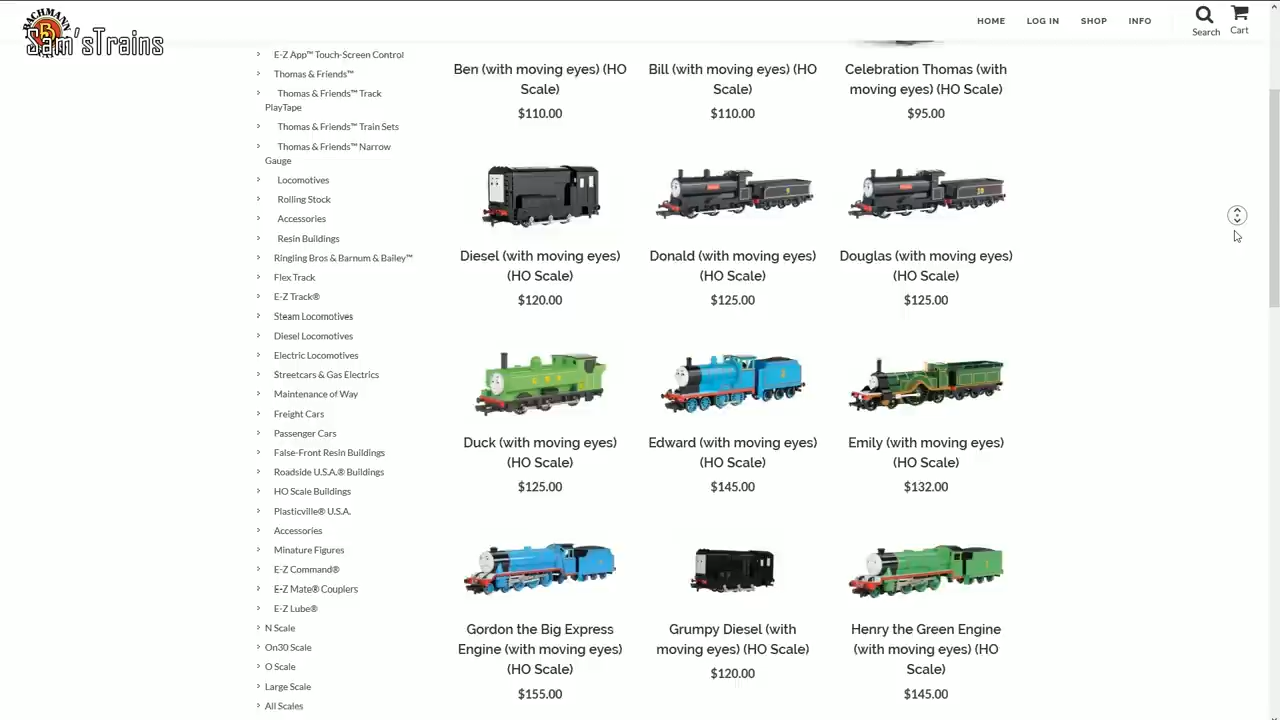 BACHMANN
Sam'sTrains
HOME
LOG IN
SHOP
INFO
Search
Cart
E-Z App™ Touch-Screen Control
Thomas & Friends™
Thomas & Friends™ Track
PlayTape
Thomas & Friends™ Train Sets
Thomas & Friends™ Narrow
Gauge
Locomotives
Rolling Stock
Accessories
Resin Buildings
Ringling Bros & Barnum & Bailey™
Flex Track
E-Z Track®
Steam Locomotives
Diesel Locomotives
Electric Locomotives
Streetcars & Gas Electrics
Maintenance of Way
Freight Cars
Passenger Cars
False-Front Resin Buildings
Roadside U.S.A.® Buildings
HO Scale Buildings
Plasticville® U.S.A.
Accessories
Minature Figures
E-Z Command®
E-Z Mate® Couplers
E-Z Lube®
N Scale
On30 Scale
O Scale
Large Scale
All Scales
Ben (with moving eyes) (HO
Scale)
$110.00
Bill (with moving eyes) (HO
Scale)
$110.00
Celebration Thomas (with
moving eyes) (HO Scale)
$95.00
Diesel (with moving eyes)
(HO Scale)
$120.00
Donald (with moving eyes)
(HO Scale)
$125.00
Douglas (with moving eyes)
(HO Scale)
$125.00
Duck (with moving eyes)
(HO Scale)
$125.00
Edward (with moving eyes)
(HO Scale)
$145.00
Emily (with moving eyes)
(HO Scale)
$132.00
Gordon the Big Express
Engine (with moving eyes)
(HO Scale)
$155.00
Grumpy Diesel (with
moving eyes) (HO Scale)
$120.00
Henry the Green Engine
(with moving eyes) (HO
Scale)
$145.00